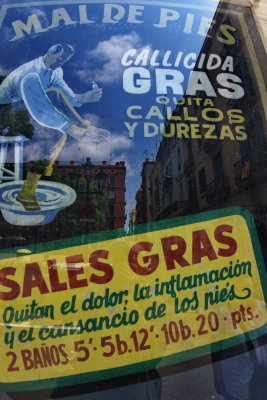 MAL DE PIES
CALLICIDA
GRAS
QUITA
CALLOS
Y DUREZAS
SALES GRAS
Quitan el dolor, la inflamación
y el cansancio de los piés
2 BAÑOS·5'·5b.12'·10b.20·pts.